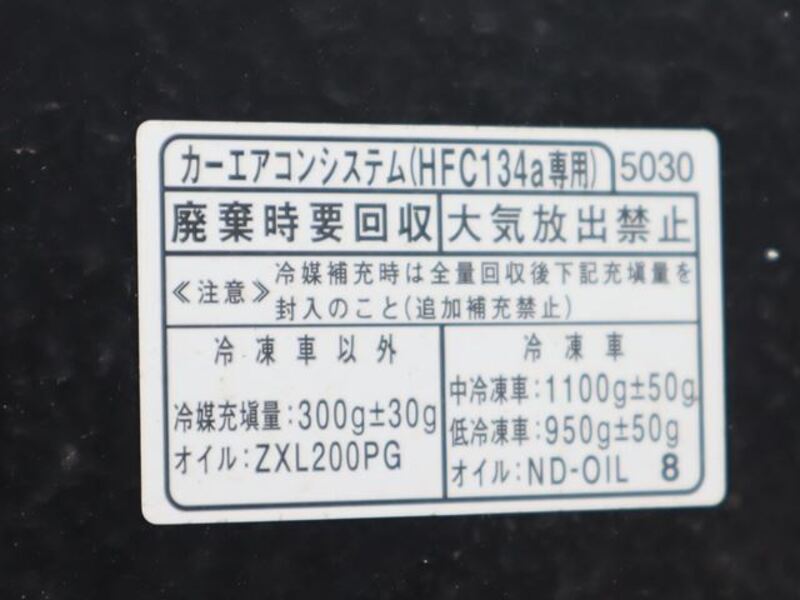 カーエアコンシステム(HFC134a専用) 5030
廃棄時要回収 大気放出禁止
≪注意≫ 冷媒補充時は全量回収後下記充填量を
封入のこと(追加補充禁止)
冷凍車以外
冷媒充填量:300g±30g
オイル:ZXL200PG
冷凍車
中冷凍車:1100g±50g
低冷凍車:950g±50g
オイル:ND-OIL 8